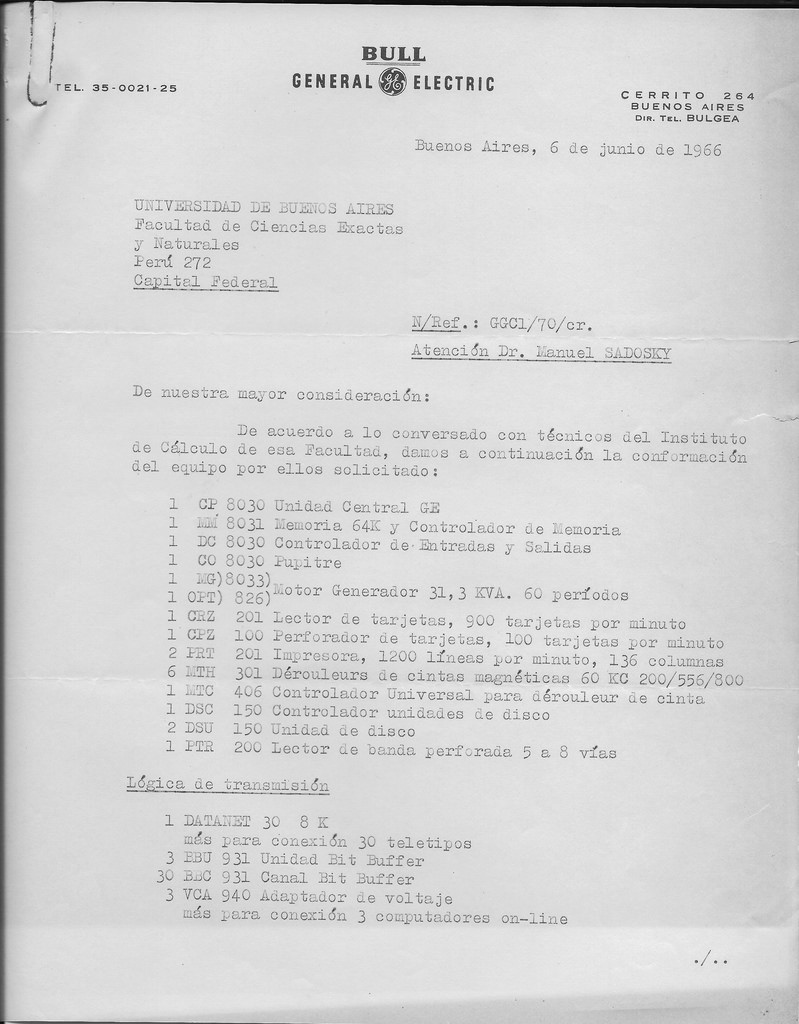 BULL
GENERAL GE ELECTRIC
TEL. 35-0021-25
CERRITO 264
BUENOS AIRES
DIR. TEL. BULGEA
Buenos Aires, 6 de junio de 1966
UNIVERSIDAD DE BUENOS AIRES
Facultad de Ciencias Exactas
y Naturales
Perú 272
Capital Federal
N/Ref.: GGC1/70/cr.
Atención Dr. Manuel SADOSKY
De nuestra mayor consideración:
De acuerdo a lo conversado con técnicos del Instituto
de Cálculo de esa Facultad, damos a continuación la conformación
del equipo por ellos solicitado:
1 CP 8030 Unidad Central GE
1 MM 8031 Memoria 64K y Controlador de Memoria
1 DC 8030 Controlador de Entradas y Salidas
1 CO 8030 Pupitre
1 MG) 8033)
1 OPT) 826) Motor Generador 31,3 KVA. 60 períodos
1 CRZ 201 Lector de tarjetas, 900 tarjetas por minuto
1 CPZ 100 Perforador de tarjetas, 100 tarjetas por minuto
2 PRT 201 Impresora, 1200 líneas por minuto, 136 columnas
6 MTH 301 Dérouleurs de cintas magnéticas 60 KC 200/556/800
1 MTC 406 Controlador Universal para dérouleur de cinta
1 DSC 150 Controlador unidades de disco
2 DSU 150 Unidad de disco
1 PTR 200 Lector de banda perforada 5 a 8 vías
Lógica de transmisión
1 DATANET 30 8 K
más para conexión 30 teletipos
3 BBU 931 Unidad Bit Buffer
30 BBC 931 Canal Bit Buffer
3 VCA 940 Adaptador de voltaje
más para conexión 3 computadores on-line
./..